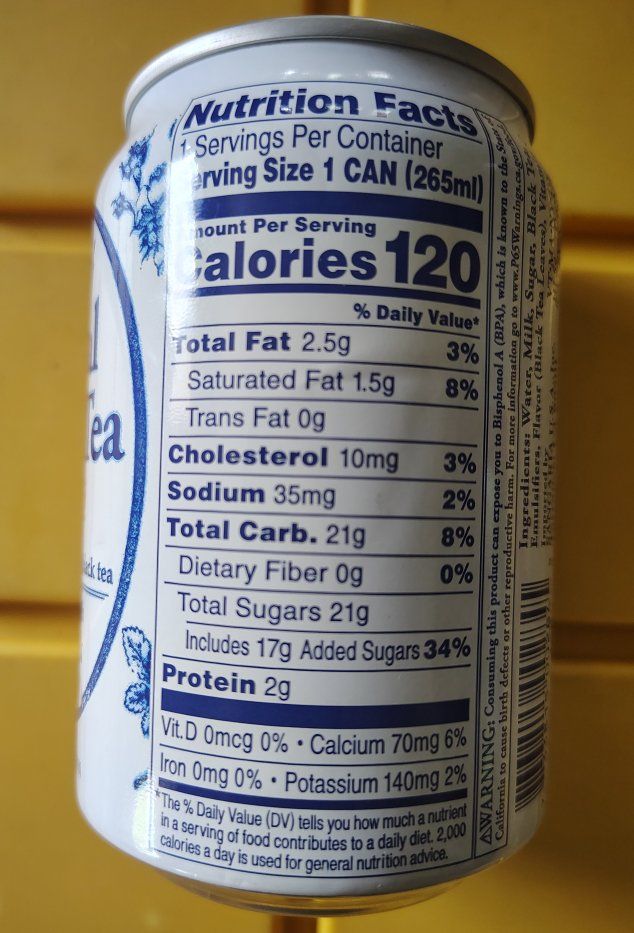 Nutrition Facts
1 Servings Per Container
erving Size 1 CAN (265ml)
mount Per Serving
Calories 120
% Daily Value*
Total Fat 2.5g 3%
Saturated Fat 1.5g 8%
Trans Fat 0g
Cholesterol 10mg 3%
Sodium 35mg 2%
Total Carb. 21g 8%
Dietary Fiber 0g 0%
Total Sugars 21g
Includes 17g Added Sugars 34%
Protein 2g
Vit.D 0mcg 0% • Calcium 70mg 6%
Iron 0mg 0% • Potassium 140mg 2%
*The % Daily Value (DV) tells you how much a nutrient
in a serving of food contributes to a daily diet. 2,000
calories a day is used for general nutrition advice.
⚠WARNING: Consuming this product can expose you to Bisphenol A (BPA), which is known to the State
California to cause birth defects or other reproductive harm. For more information go to www.P65Warnings.ca.gov
Ingredients: Water, Milk, Sugar, Black Te
Emulsifiers, Flavor (Black Tea Leaves),
l
Tea
ack tea